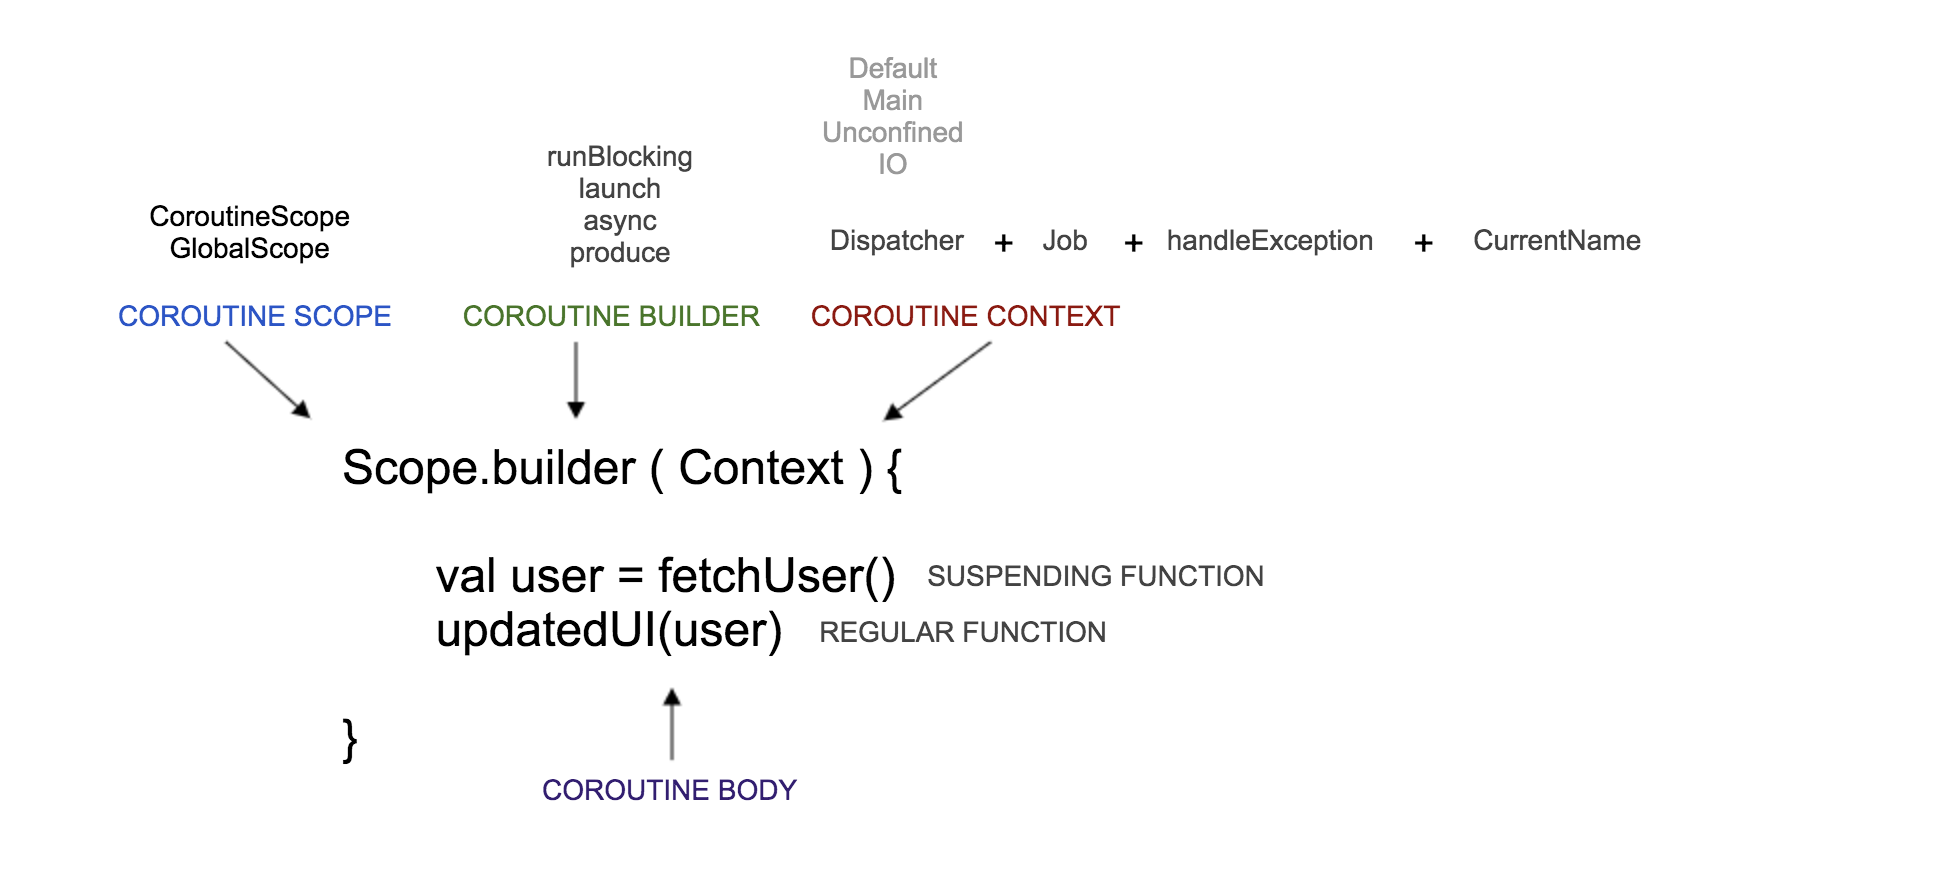 Default
Main
Unconfined
IO
runBlocking
launch
async
produce
CoroutineScope
GlobalScope
Dispatcher + Job + handleException + CurrentName
COROUTINE SCOPE
COROUTINE BUILDER
COROUTINE CONTEXT
Scope.builder ( Context ) {
val user = fetchUser() SUSPENDING FUNCTION
updatedUI(user) REGULAR FUNCTION
}
COROUTINE BODY